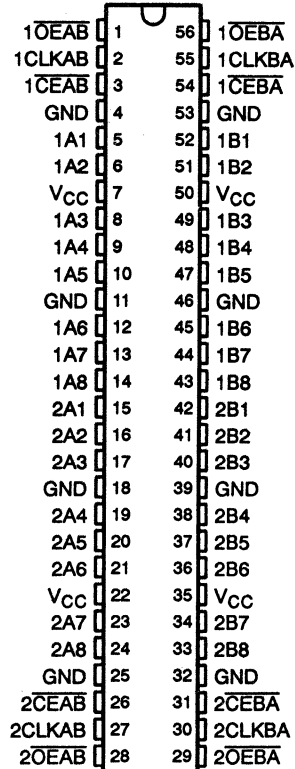 1OEAB 1 56 1OEBA
1CLKAB 2 55 1CLKBA
1CEAB 3 54 1CEBA
GND 4 53 GND
1A1 5 52 1B1
1A2 6 51 1B2
VCC 7 50 VCC
1A3 8 49 1B3
1A4 9 48 1B4
1A5 10 47 1B5
GND 11 46 GND
1A6 12 45 1B6
1A7 13 44 1B7
1A8 14 43 1B8
2A1 15 42 2B1
2A2 16 41 2B2
2A3 17 40 2B3
GND 18 39 GND
2A4 19 38 2B4
2A5 20 37 2B5
2A6 21 36 2B6
VCC 22 35 VCC
2A7 23 34 2B7
2A8 24 33 2B8
GND 25 32 GND
2CEAB 26 31 2CEBA
2CLKAB 27 30 2CLKBA
2OEAB 28 29 2OEBA